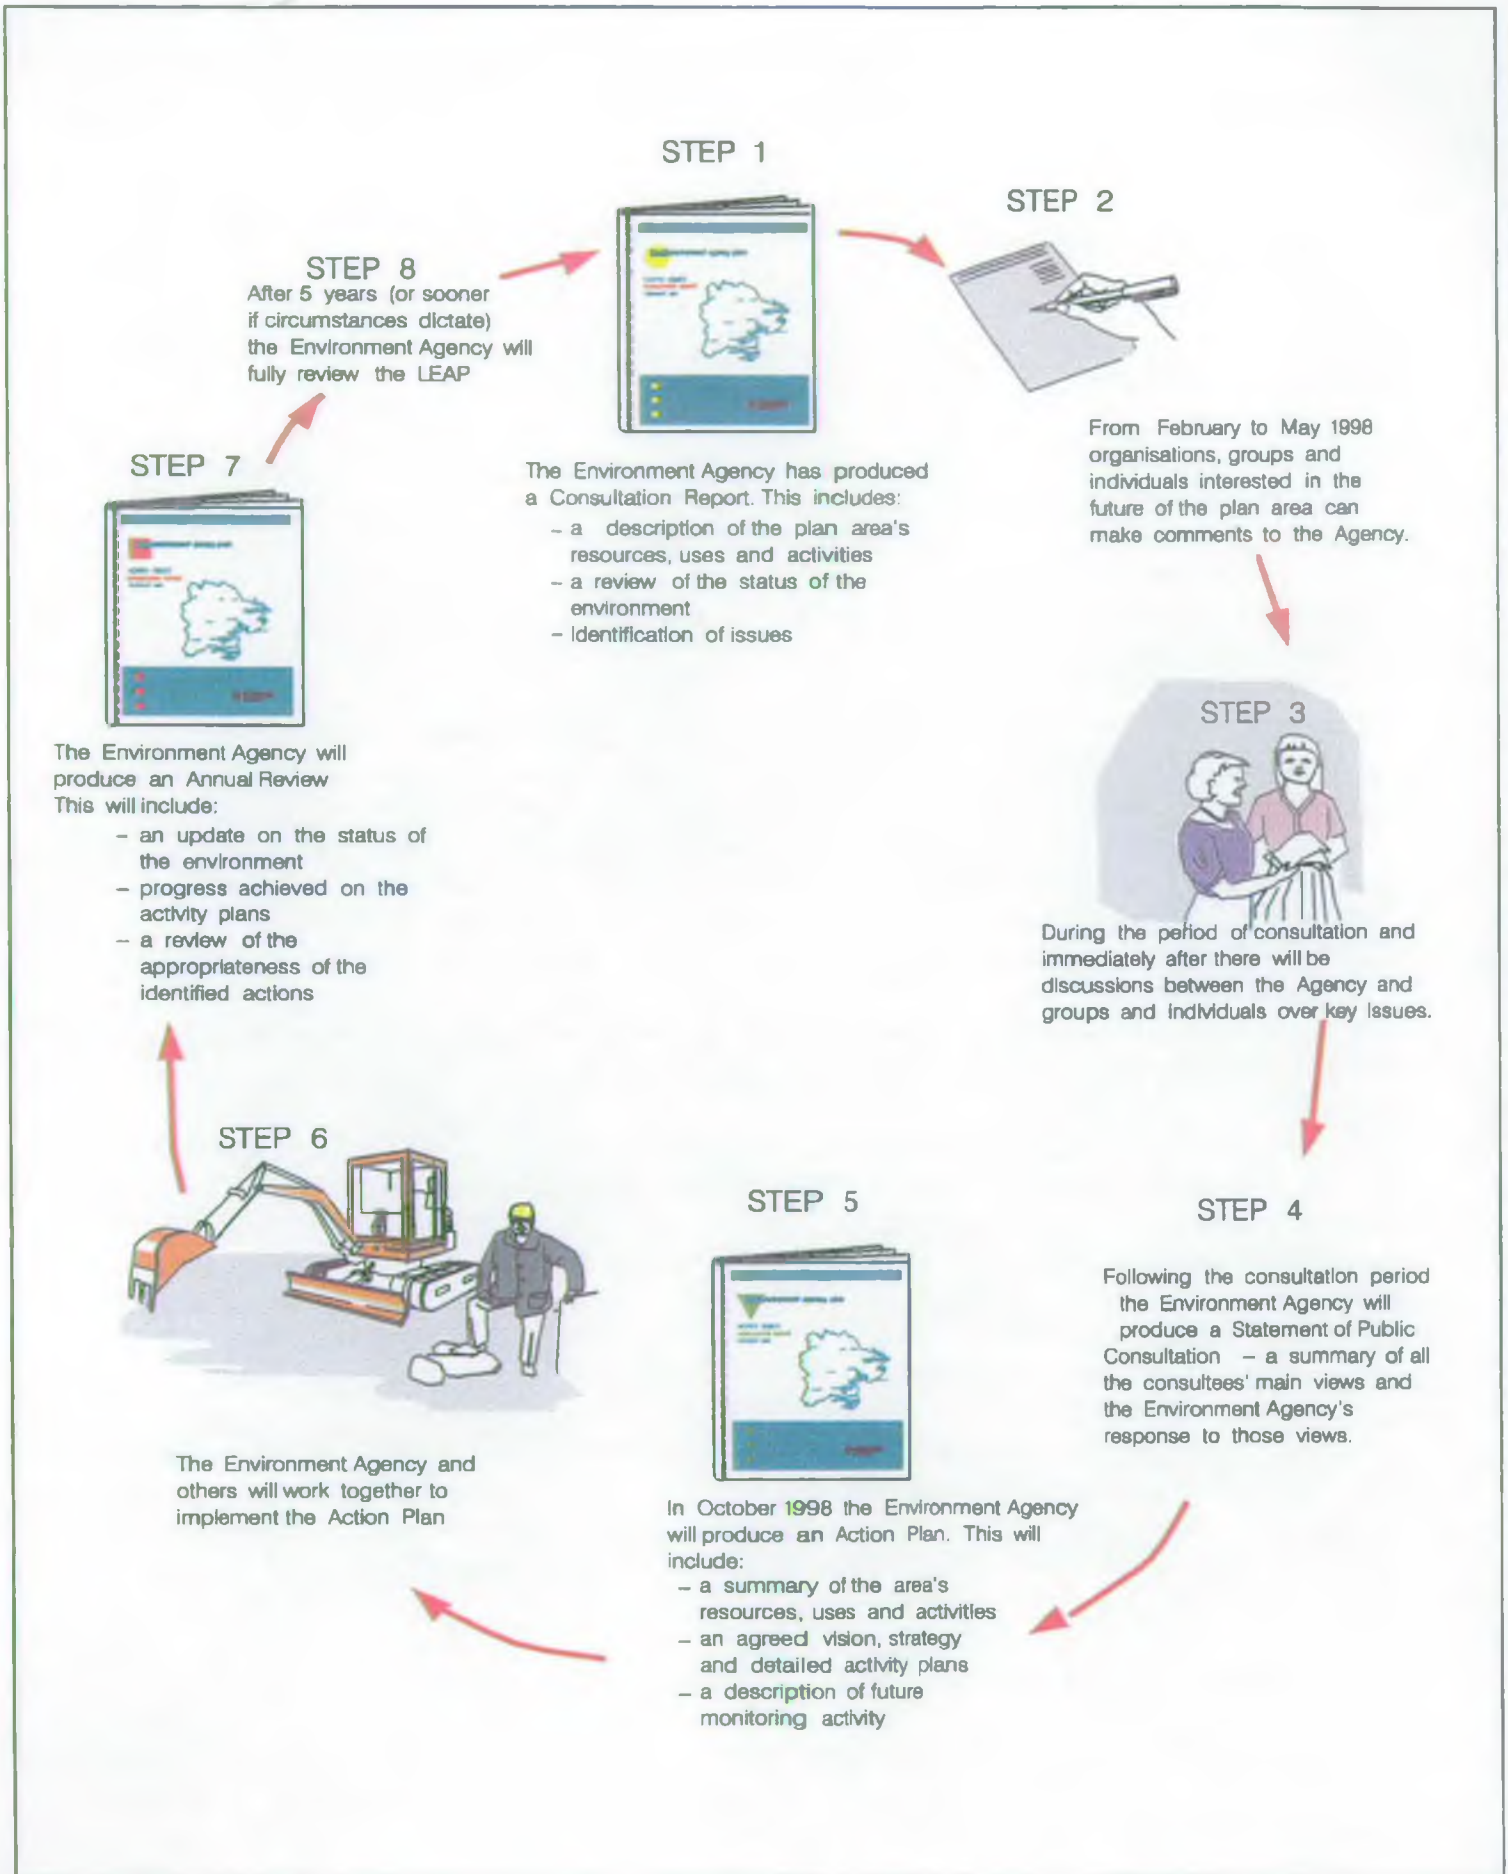 STEP 1
The Environment Agency has produced
a Consultation Report. This includes:
– a description of the plan area's
resources, uses and activities
– a review of the status of the
environment
– identification of issues
STEP 2
From February to May 1998
organisations, groups and
individuals interested in the
future of the plan area can
make comments to the Agency.
STEP 3
During the period of consultation and
immediately after there will be
discussions between the Agency and
groups and individuals over key issues.
STEP 4
Following the consultation period
the Environment Agency will
produce a Statement of Public
Consultation – a summary of all
the consultees' main views and
the Environment Agency's
response to those views.
STEP 5
In October 1998 the Environment Agency
will produce an Action Plan. This will
include:
– a summary of the area's
resources, uses and activities
– an agreed vision, strategy
and detailed activity plans
– a description of future
monitoring activity
STEP 6
The Environment Agency and
others will work together to
implement the Action Plan
STEP 7
The Environment Agency will
produce an Annual Review
This will include:
– an update on the status of
the environment
– progress achieved on the
activity plans
– a review of the
appropriateness of the
identified actions
STEP 8
After 5 years (or sooner
if circumstances dictate)
the Environment Agency will
fully review the LEAP